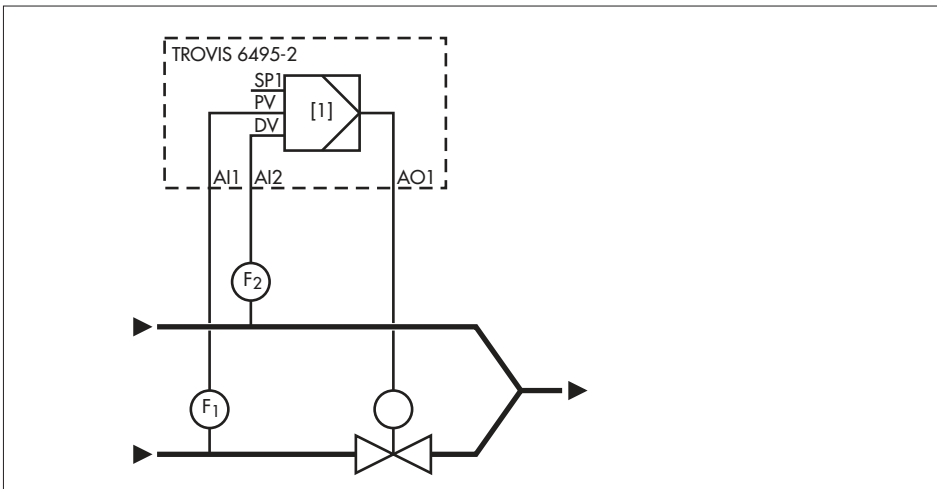 TROVIS 6495-2
SP1
PV
[1]
DV
AI1
AI2
AO1
F2
F1